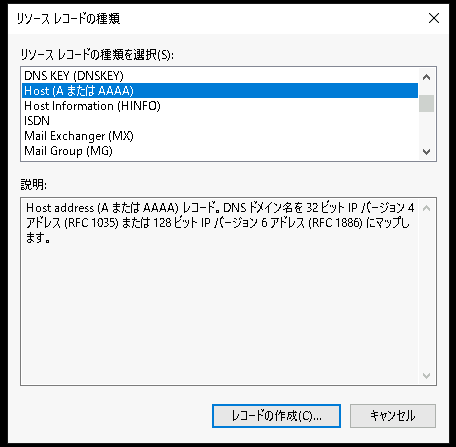 リソース レコードの種類
リソース レコードの種類を選択(S):
DNS KEY (DNSKEY)
Host (A または AAAA)
Host Information (HINFO)
ISDN
Mail Exchanger (MX)
Mail Group (MG)
説明:
Host address (A または AAAA) レコード。DNS ドメイン名を 32 ビット IP バージョン 4
アドレス (RFC 1035) または 128 ビット IP バージョン 6 アドレス (RFC 1886) にマップし
ます。
レコードの作成(C)...
キャンセル